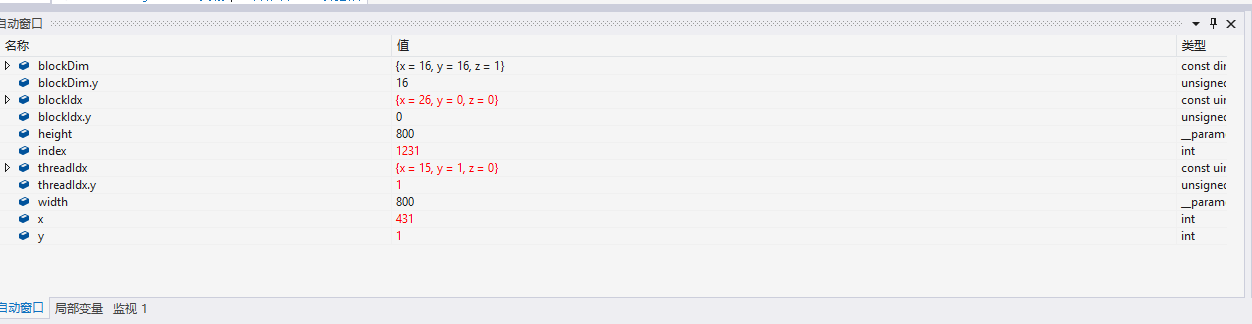 自动窗口
名称 值 类型
blockDim {x = 16, y = 16, z = 1} const dim
blockDim.y 16 unsigned
blockIdx {x = 26, y = 0, z = 0} const uin
blockIdx.y 0 unsigned
height 800 __param
index 1231 int
threadIdx {x = 15, y = 1, z = 0} const uin
threadIdx.y 1 unsigned
width 800 __param
x 431 int
y 1 int
自动窗口 局部变量 监视 1